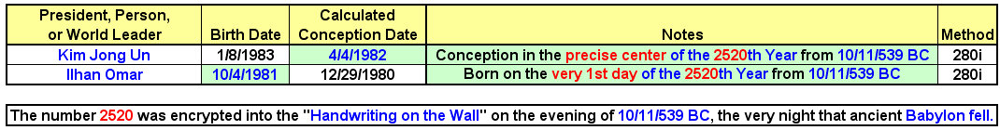 President, Person, or World Leader Birth Date Calculated Conception Date Notes Method
Kim Jong Un 1/8/1983 4/4/1982 Conception in the precise center of the 2520th Year from 10/11/539 BC 280i
Ilhan Omar 10/4/1981 12/29/1980 Born on the very 1st day of the 2520th Year from 10/11/539 BC 280i
The number 2520 was encrypted into the "Handwriting on the Wall" on the evening of 10/11/539 BC, the very night that ancient Babylon fell.